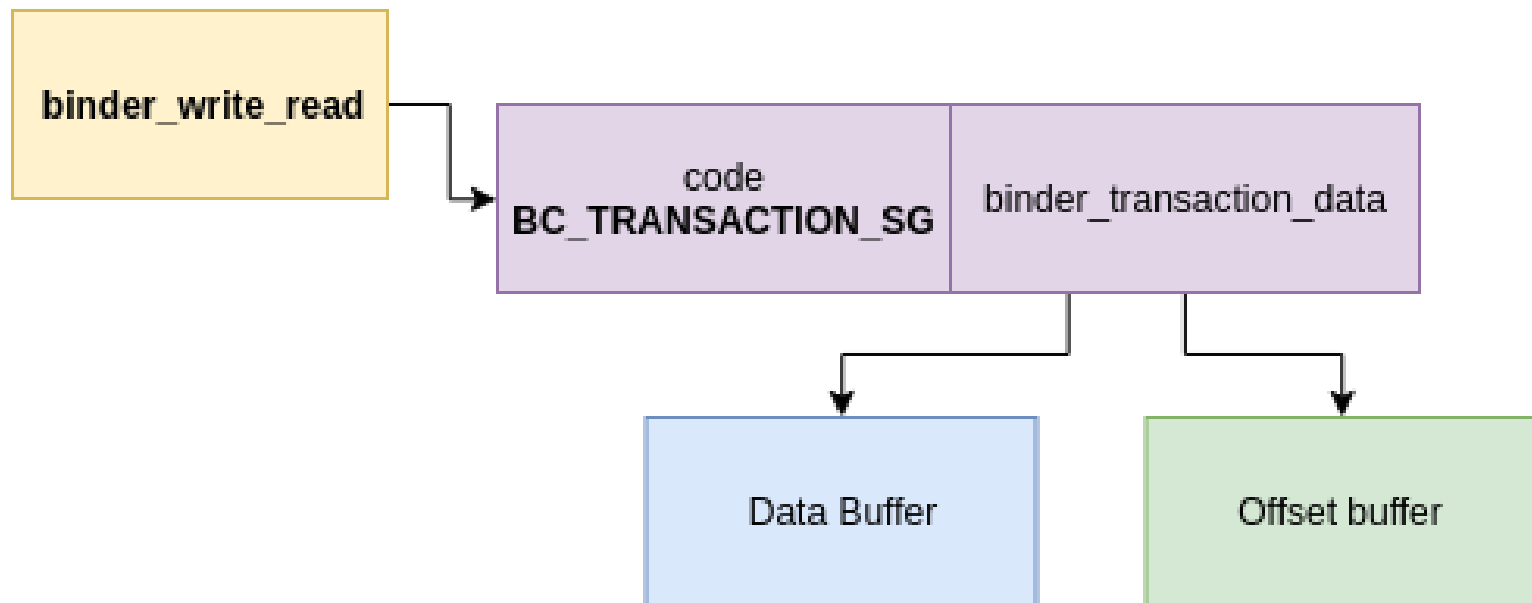 binder_write_read
code
BC_TRANSACTION_SG
binder_transaction_data
Data Buffer
Offset buffer